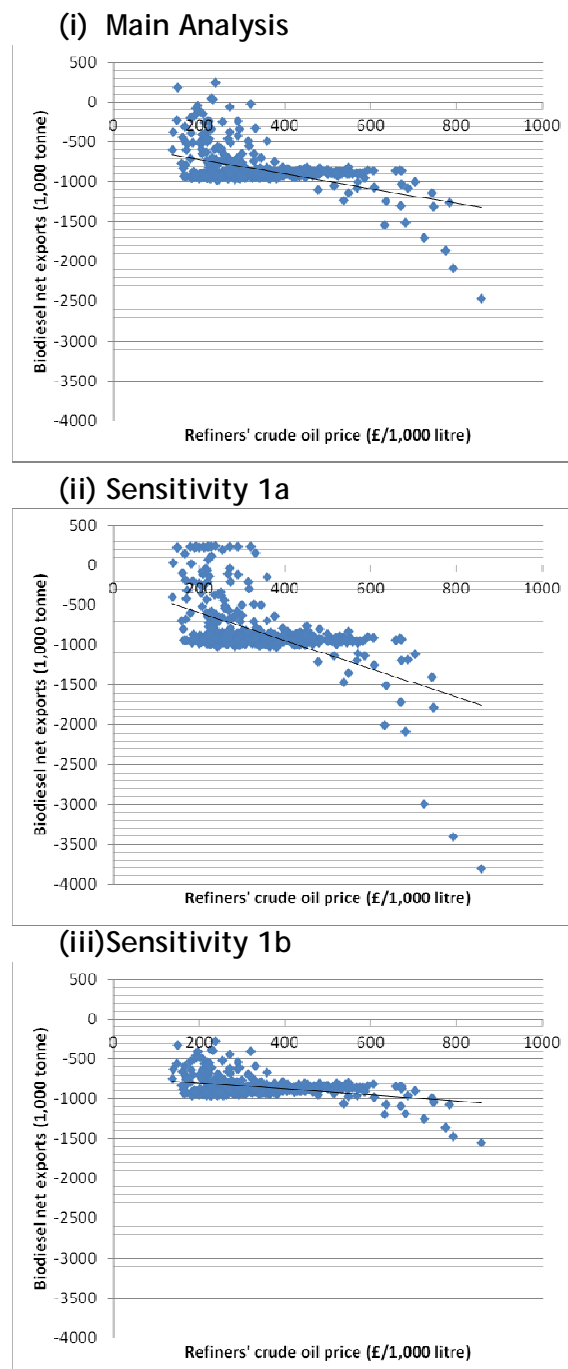 (i) Main Analysis
500
0
-500
-1000
-1500
-2000
-2500
-3000
-3500
-4000
0 200 400 600 800 1000
Biodiesel net exports (1,000 tonne)
Refiners' crude oil price (£/1,000 litre)
(ii) Sensitivity 1a
500
0
-500
-1000
-1500
-2000
-2500
-3000
-3500
-4000
0 200 400 600 800 1000
Biodiesel net exports (1,000 tonne)
Refiners' crude oil price (£/1,000 litre)
(iii)Sensitivity 1b
500
0
-500
-1000
-1500
-2000
-2500
-3000
-3500
-4000
0 200 400 600 800 1000
Biodiesel net exports (1,000 tonne)
Refiners' crude oil price (£/1,000 litre)